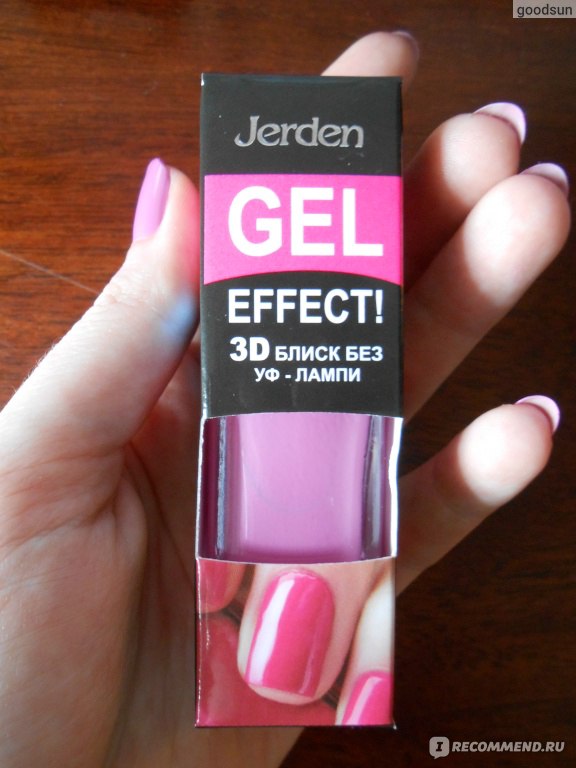 goodsun
Jerden
GEL
EFFECT!
3D БЛИСК БЕЗ
УФ - ЛАМПИ
RECOMMEND.RU